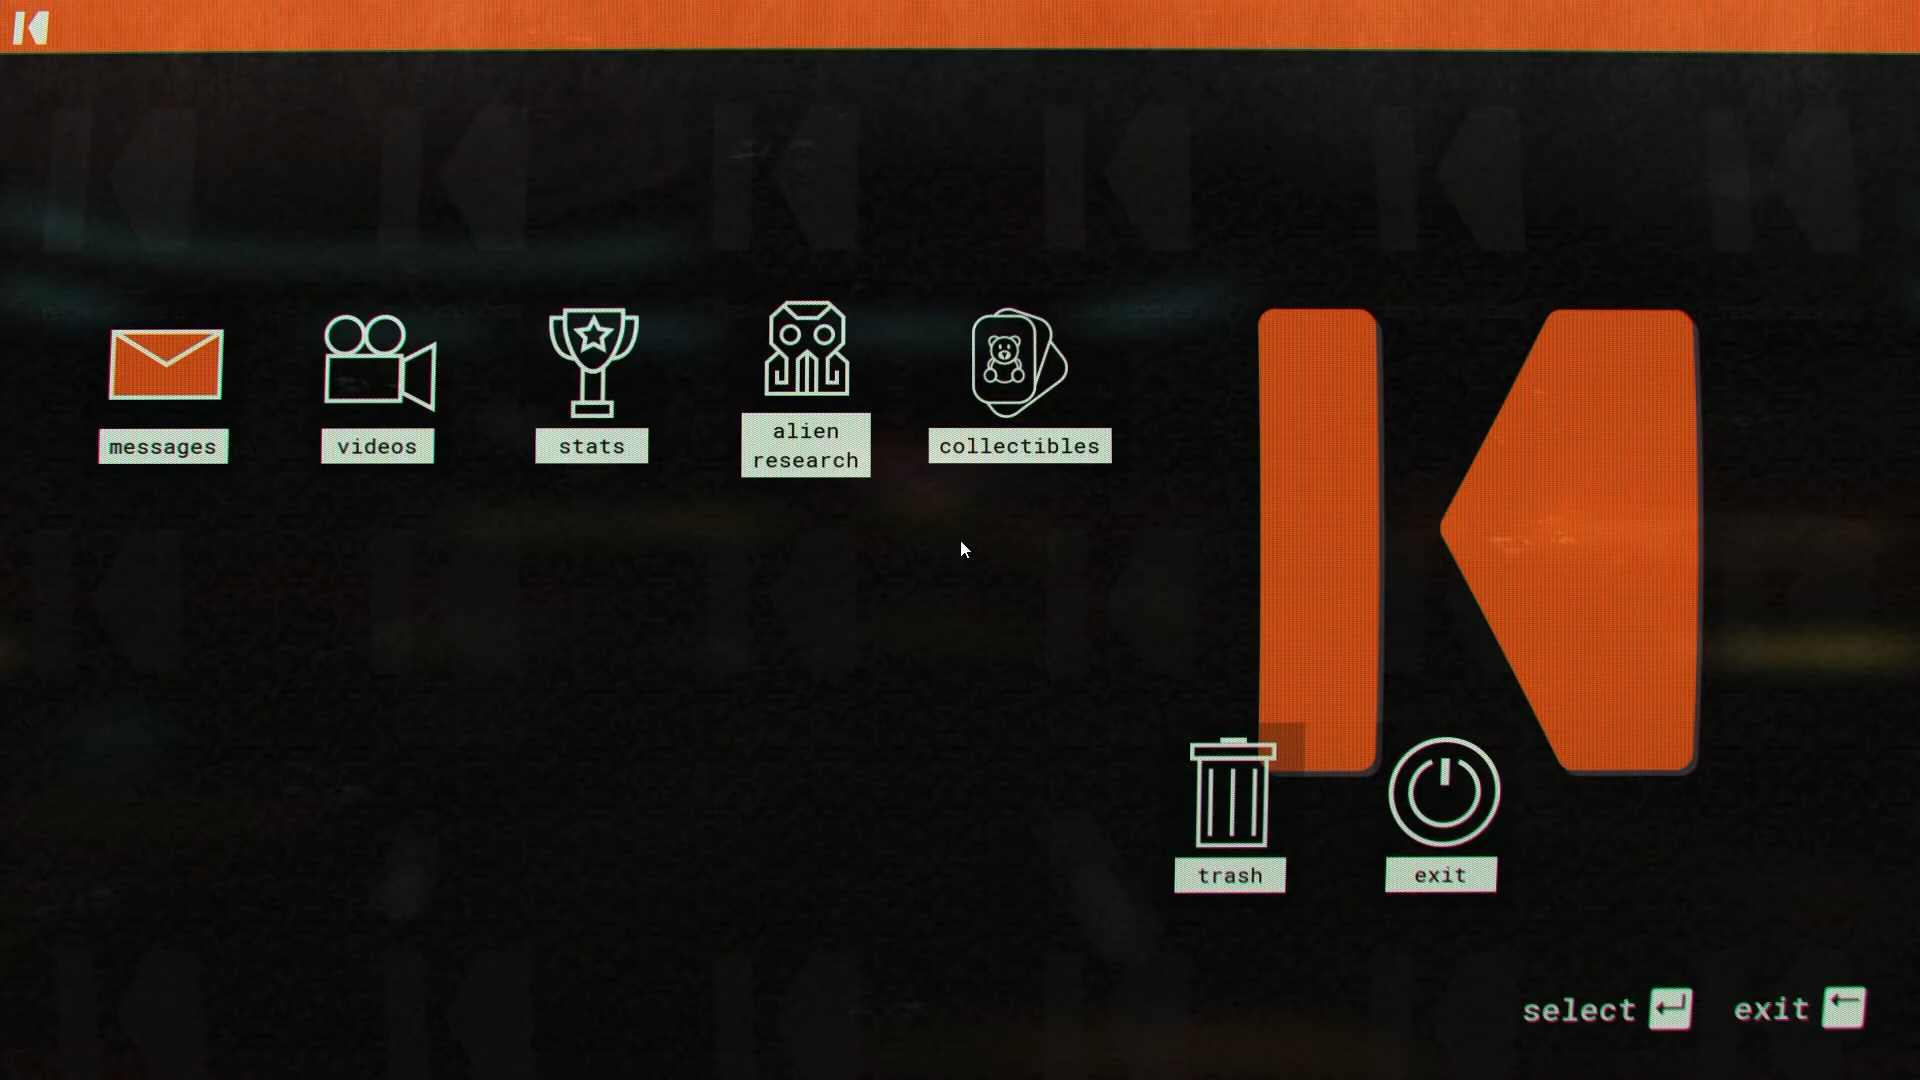 messages
videos
stats
alien
research
collectibles
trash
exit
select
exit